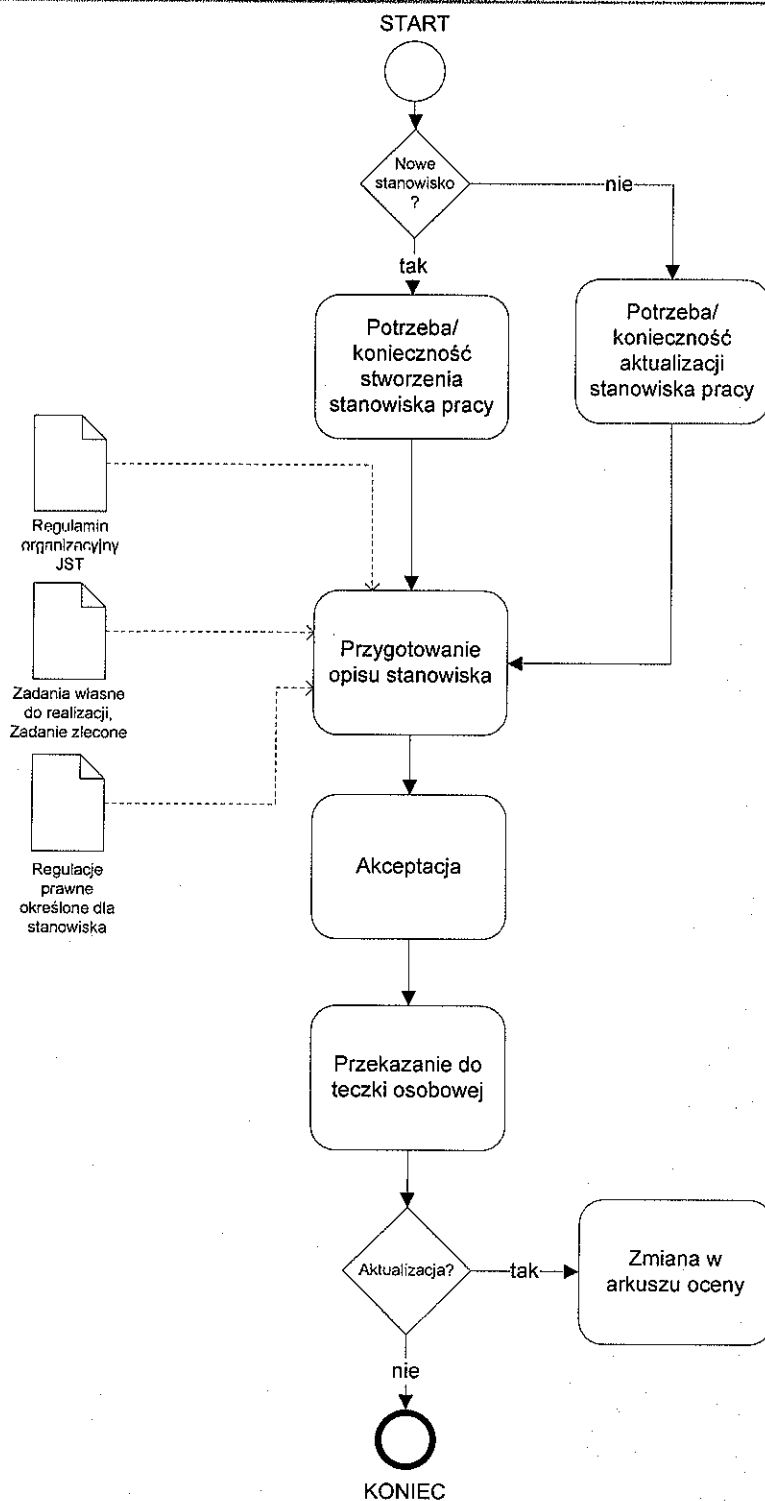 START
Nowe
stanowisko
?
nie
tak
Potrzeba/
konieczność
stworzenia
stanowiska pracy
Potrzeba/
konieczność
aktualizacji
stanowiska pracy
Regulamin
organizacyjny
JST
Przygotowanie
opisu stanowiska
Zadania własne
do realizacji,
Zadanie zlecone
Akceptacja
Regulacje
prawne
określone dla
stanowiska
Przekazanie do
teczki osobowej
Aktualizacja?
tak
Zmiana w
arkuszu oceny
nie
KONIEC